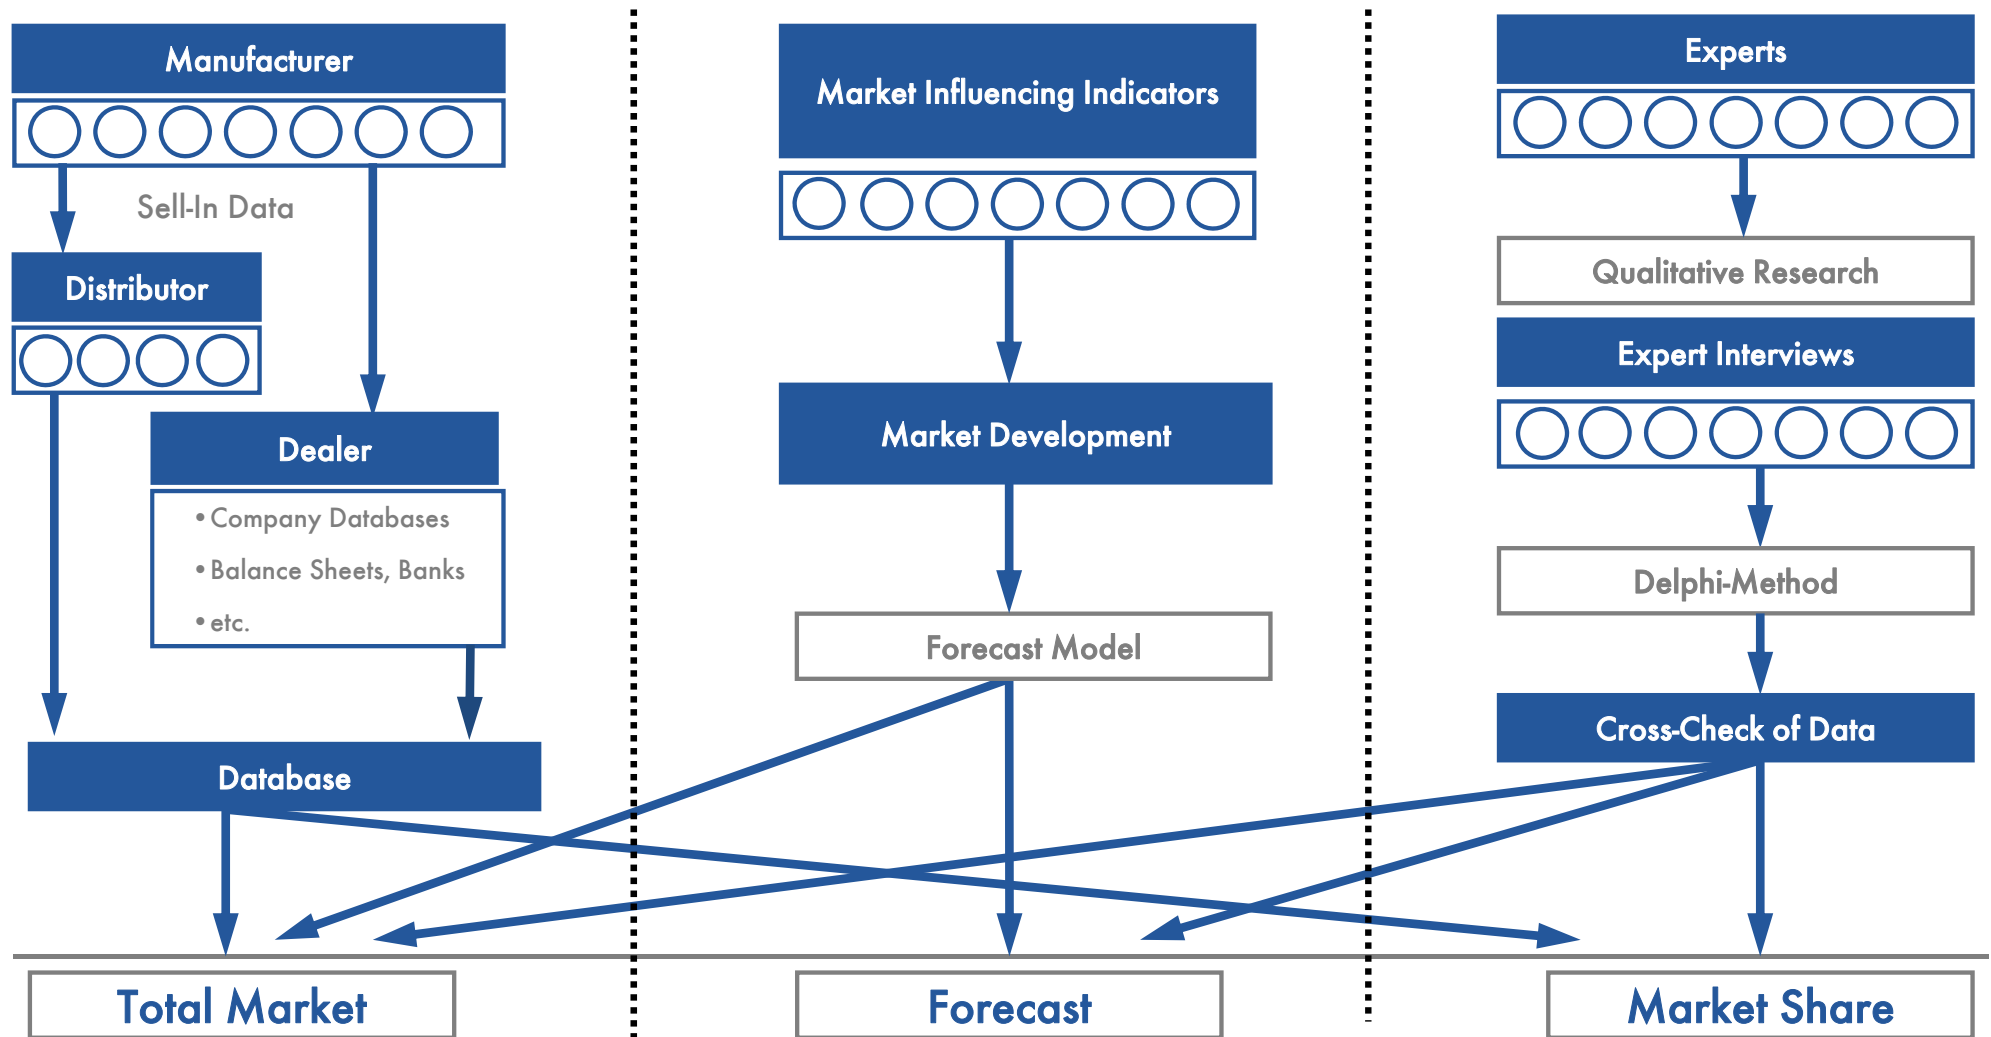 Manufacturer
Sell-In Data
Distributor
Dealer
• Company Databases
• Balance Sheets, Banks
• etc.
Database
Total Market
Market Influencing Indicators
Market Development
Forecast Model
Forecast
Experts
Qualitative Research
Expert Interviews
Delphi-Method
Cross-Check of Data
Market Share